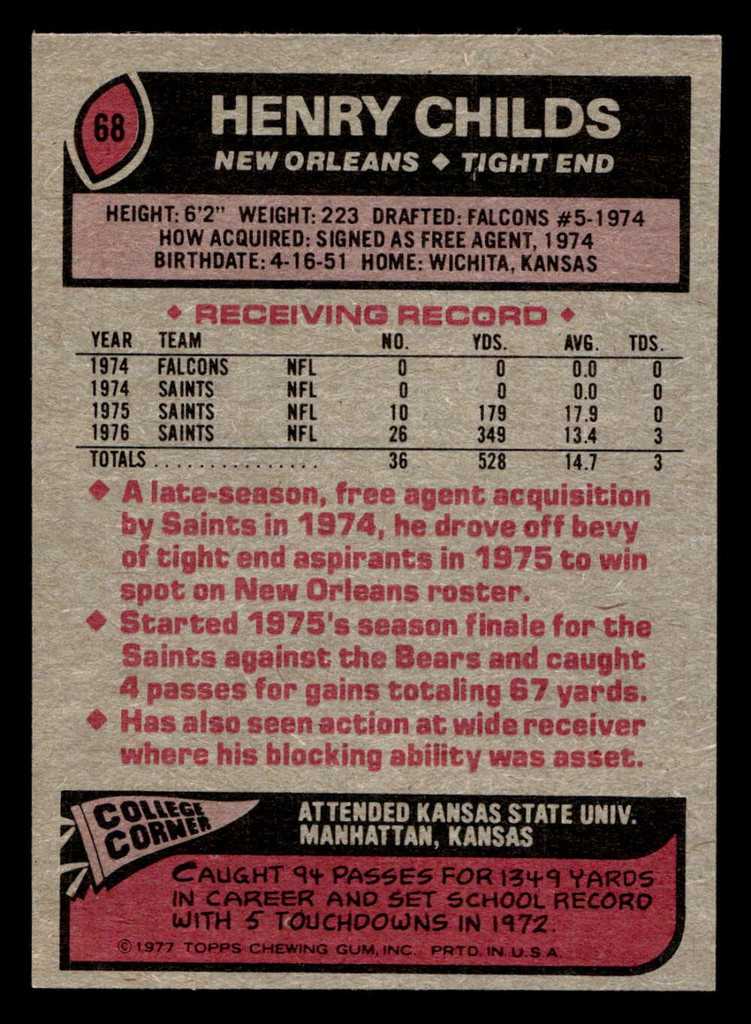 68
HENRY CHILDS
NEW ORLEANS ◆ TIGHT END
HEIGHT: 6'2" WEIGHT: 223 DRAFTED: FALCONS #5-1974
HOW ACQUIRED: SIGNED AS FREE AGENT, 1974
BIRTHDATE: 4-16-51 HOME: WICHITA, KANSAS
◆ RECEIVING RECORD ◆
YEAR TEAM NO. YDS. AVG. TDS.
1974 FALCONS NFL 0 0 0.0 0
1974 SAINTS NFL 0 0 0.0 0
1975 SAINTS NFL 10 179 17.9 0
1976 SAINTS NFL 26 349 13.4 3
TOTALS ............... 36 528 14.7 3
◆ A late-season, free agent acquisition
by Saints in 1974, he drove off bevy
of tight end aspirants in 1975 to win
spot on New Orleans roster.
◆ Started 1975's season finale for the
Saints against the Bears and caught
4 passes for gains totaling 67 yards.
◆ Has also seen action at wide receiver
where his blocking ability was asset.
COLLEGE
CORNER
ATTENDED KANSAS STATE UNIV.
MANHATTAN, KANSAS
CAUGHT 94 PASSES FOR 1349 YARDS
IN CAREER AND SET SCHOOL RECORD
WITH 5 TOUCHDOWNS IN 1972.
©1977 TOPPS CHEWING GUM, INC. PRTD. IN U.S.A.